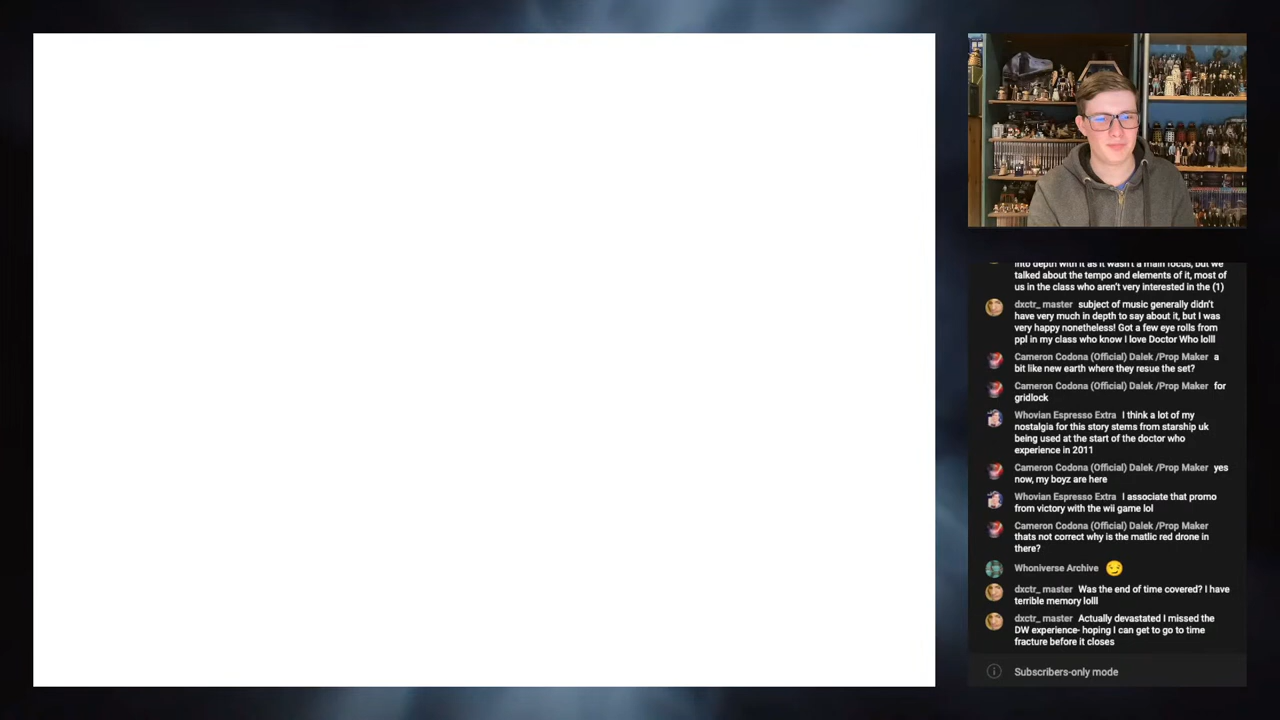 into depth with it as it wasn't a main focus, but we
talked about the tempo and elements of it, most of
us in the class who aren't very interested in the (1)
dxctr_ master subject of music generally didn't
have very much in depth to say about it, but I was
very happy nonetheless! Got a few eye rolls from
ppl in my class who know I love Doctor Who lolll
Cameron Codona (Official) Dalek /Prop Maker a
bit like new earth where they resue the set?
Cameron Codona (Official) Dalek /Prop Maker for
gridlock
Whovian Espresso Extra I think a lot of my
nostalgia for this story stems from starship uk
being used at the start of the doctor who
experience in 2011
Cameron Codona (Official) Dalek /Prop Maker yes
now, my boyz are here
Whovian Espresso Extra I associate that promo
from victory with the wii game lol
Cameron Codona (Official) Dalek /Prop Maker
thats not correct why is the matlic red drone in
there?
Whoniverse Archive 😏
dxctr_ master Was the end of time covered? I have
terrible memory lolll
dxctr_ master Actually devastated I missed the
DW experience- hoping I can get to go to time
fracture before it closes
Subscribers-only mode